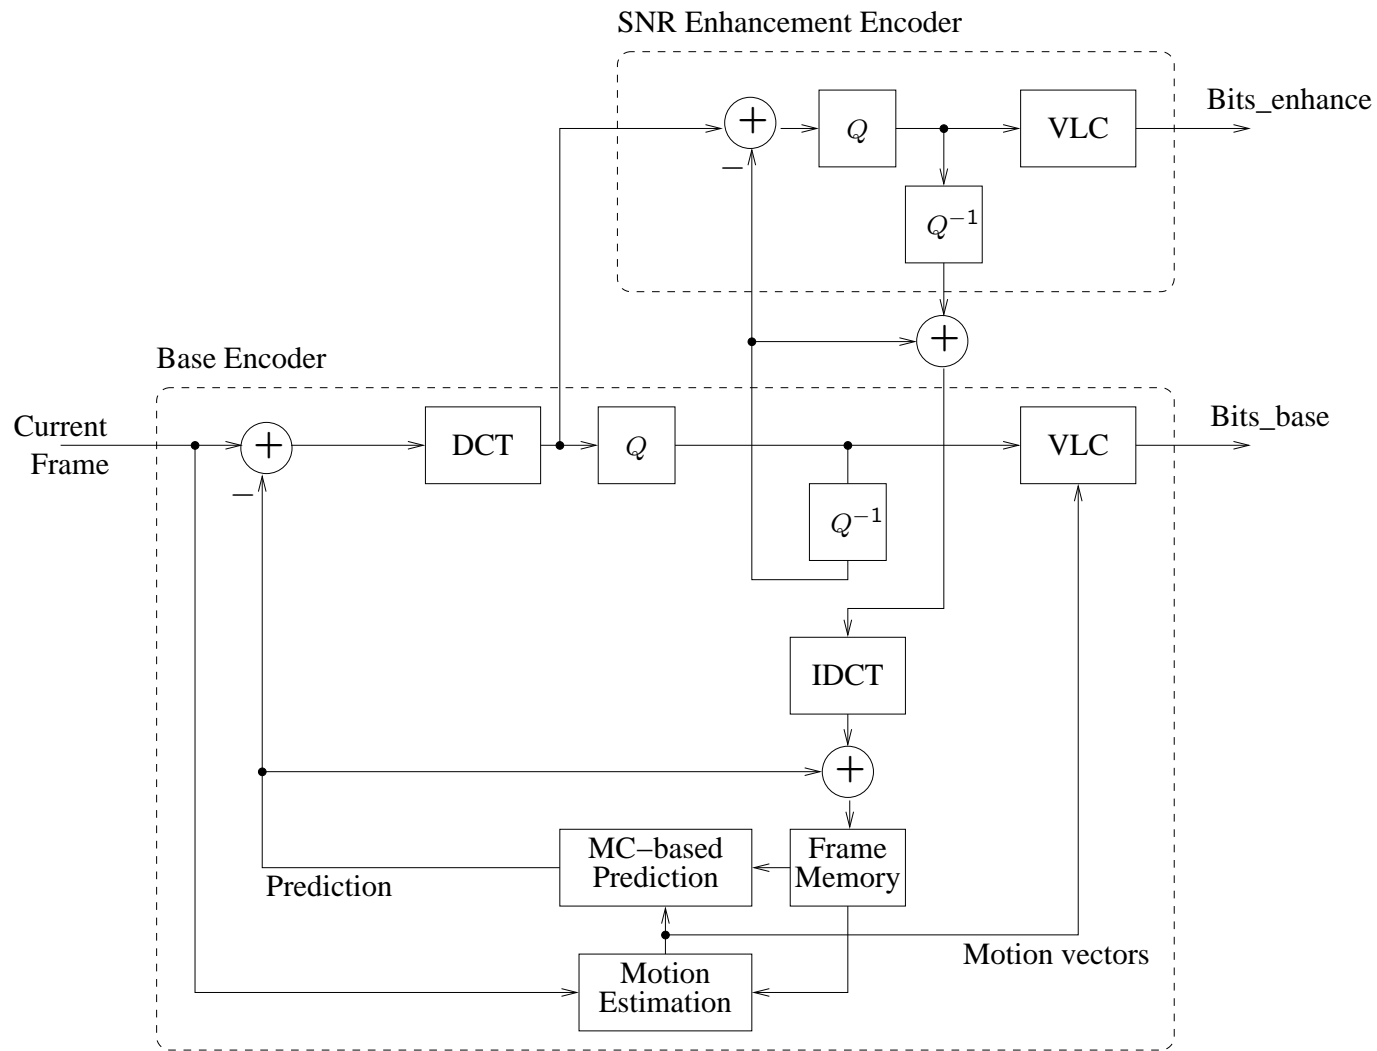 SNR Enhancement Encoder
+
Q
VLC
Bits_enhance
−
Q⁻¹
+
Base Encoder
Current
Frame
+
DCT
Q
VLC
Bits_base
−
Q⁻¹
IDCT
+
MC−based
Prediction
Frame
Memory
Prediction
Motion vectors
Motion
Estimation